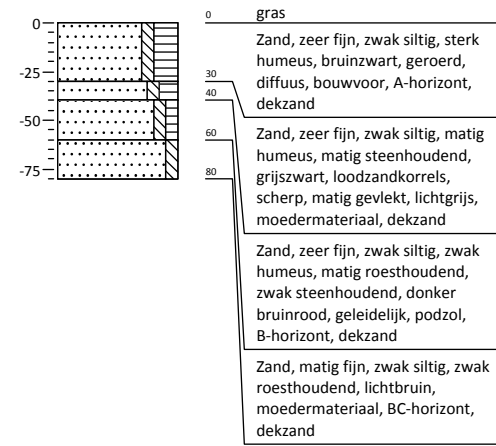 0
-25
-50
-75
0
30
40
60
80
gras
Zand, zeer fijn, zwak siltig, sterk
humeus, bruinzwart, geroerd,
diffuus, bouwvoor, A-horizont,
dekzand
Zand, zeer fijn, zwak siltig, matig
humeus, matig steenhoudend,
grijszwart, loodzandkorrels,
scherp, matig gevlekt, lichtgrijs,
moedermateriaal, dekzand
Zand, zeer fijn, zwak siltig, zwak
humeus, matig roesthoudend,
zwak steenhoudend, donker
bruinrood, geleidelijk, podzol,
B-horizont, dekzand
Zand, matig fijn, zwak siltig, zwak
roesthoudend, lichtbruin,
moedermateriaal, BC-horizont,
dekzand